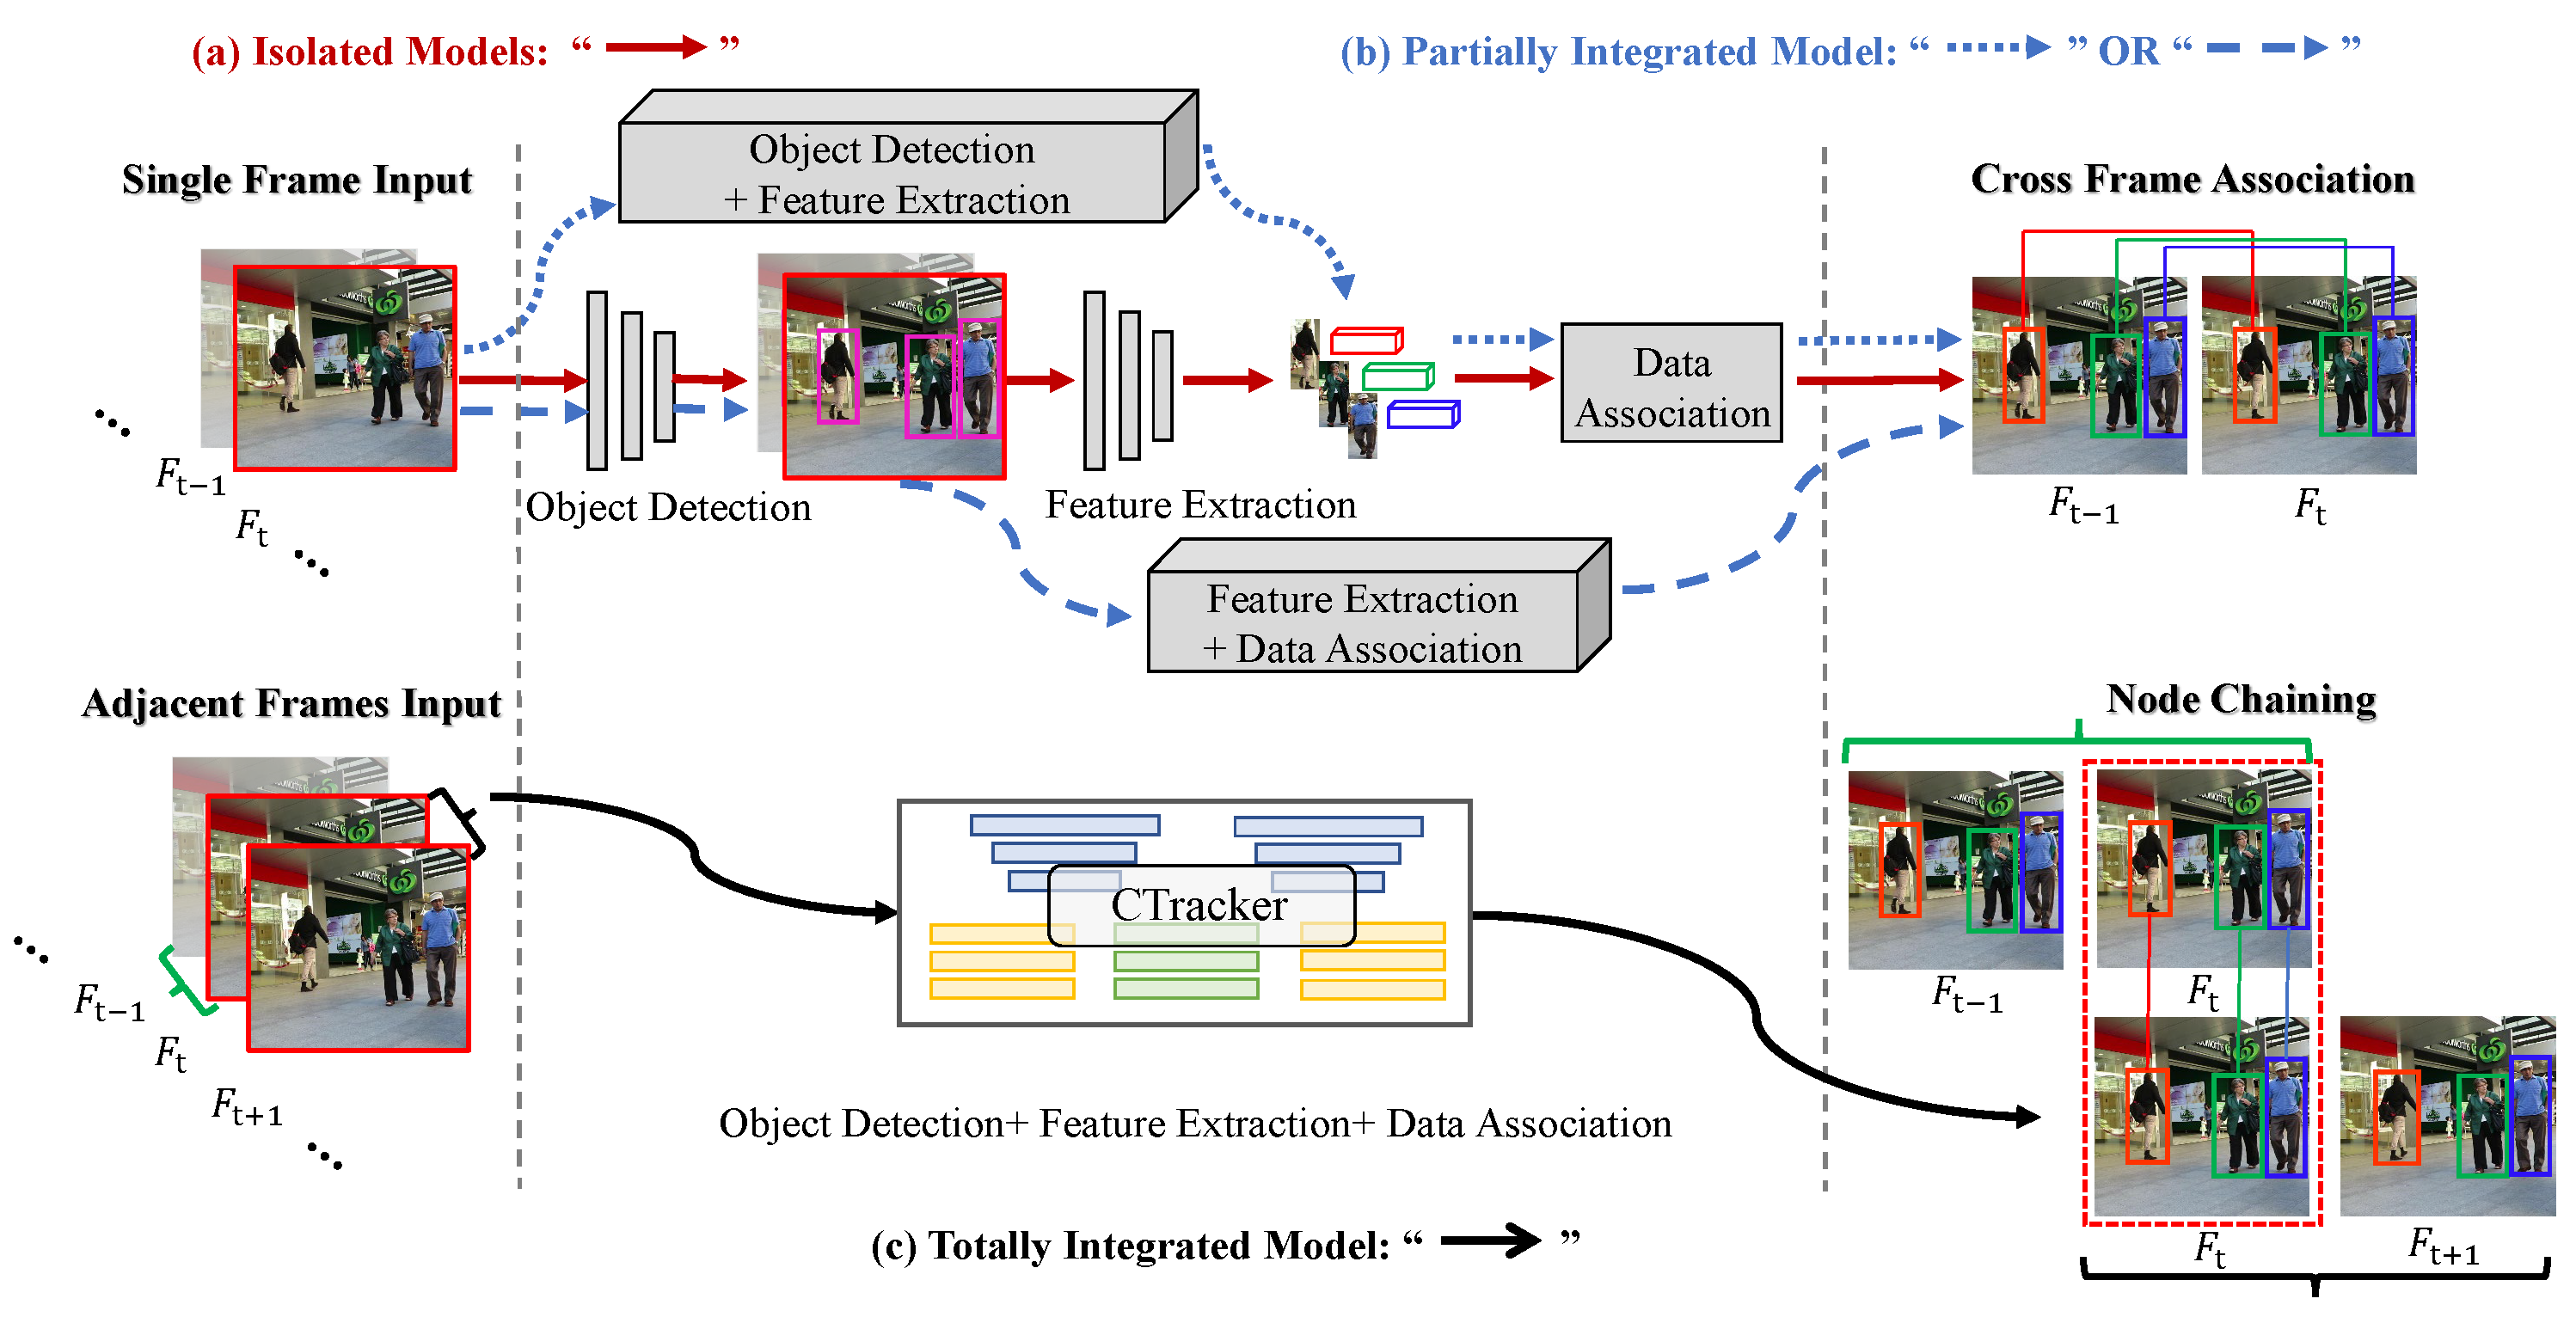 (a) Isolated Models: “ ”
(b) Partially Integrated Model: “ ” OR “ ”
Object Detection
+ Feature Extraction
Single Frame Input
Cross Frame Association
Data
Association
F_{t−1}
F_t
Object Detection
Feature Extraction
F_{t−1}
F_t
Feature Extraction
+ Data Association
Adjacent Frames Input
Node Chaining
CTracker
F_{t−1}
F_t
F_{t+1}
F_{t−1}
F_t
Object Detection+ Feature Extraction+ Data Association
(c) Totally Integrated Model: “ ”
F_t
F_{t+1}